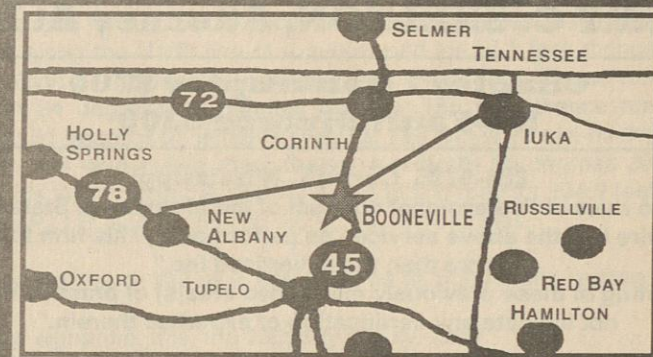 SELMER
TENNESSEE
72
CORINTH
IUKA
HOLLY
SPRINGS
78
NEW
ALBANY
BOONEVILLE
RUSSELLVILLE
45
OXFORD
TUPELO
RED BAY
HAMILTON